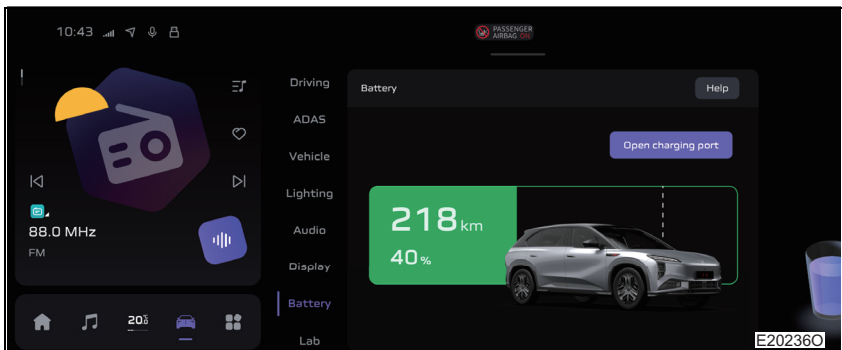 10:43
PASSENGER
AIRBAG ON
Driving
ADAS
Vehicle
Lighting
Audio
Display
Battery
Lab
88.0 MHz
FM
Battery
Help
Open charging port
218 km
40 %
E20236O